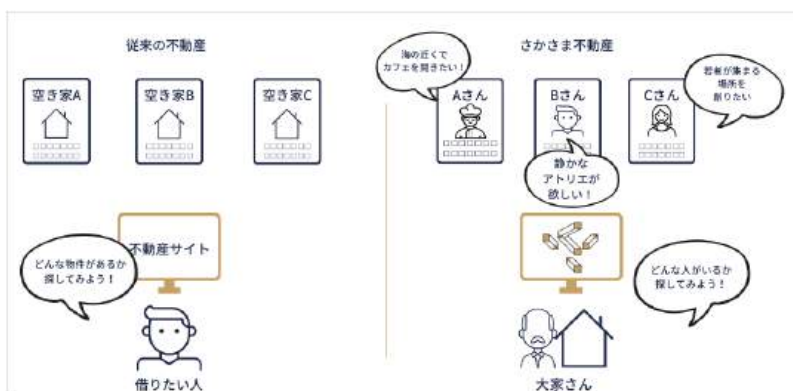 従来の不動産
空き家A
空き家B
空き家C
不動産サイト
どんな物件があるか
探してみよう！
借りたい人
さかさま不動産
海の近くで
カフェを開きたい！
Aさん
Bさん
Cさん
若者が集まる
場所を
創りたい
静かな
アトリエが
欲しい！
どんな人がいるか
探してみよう！
大家さん